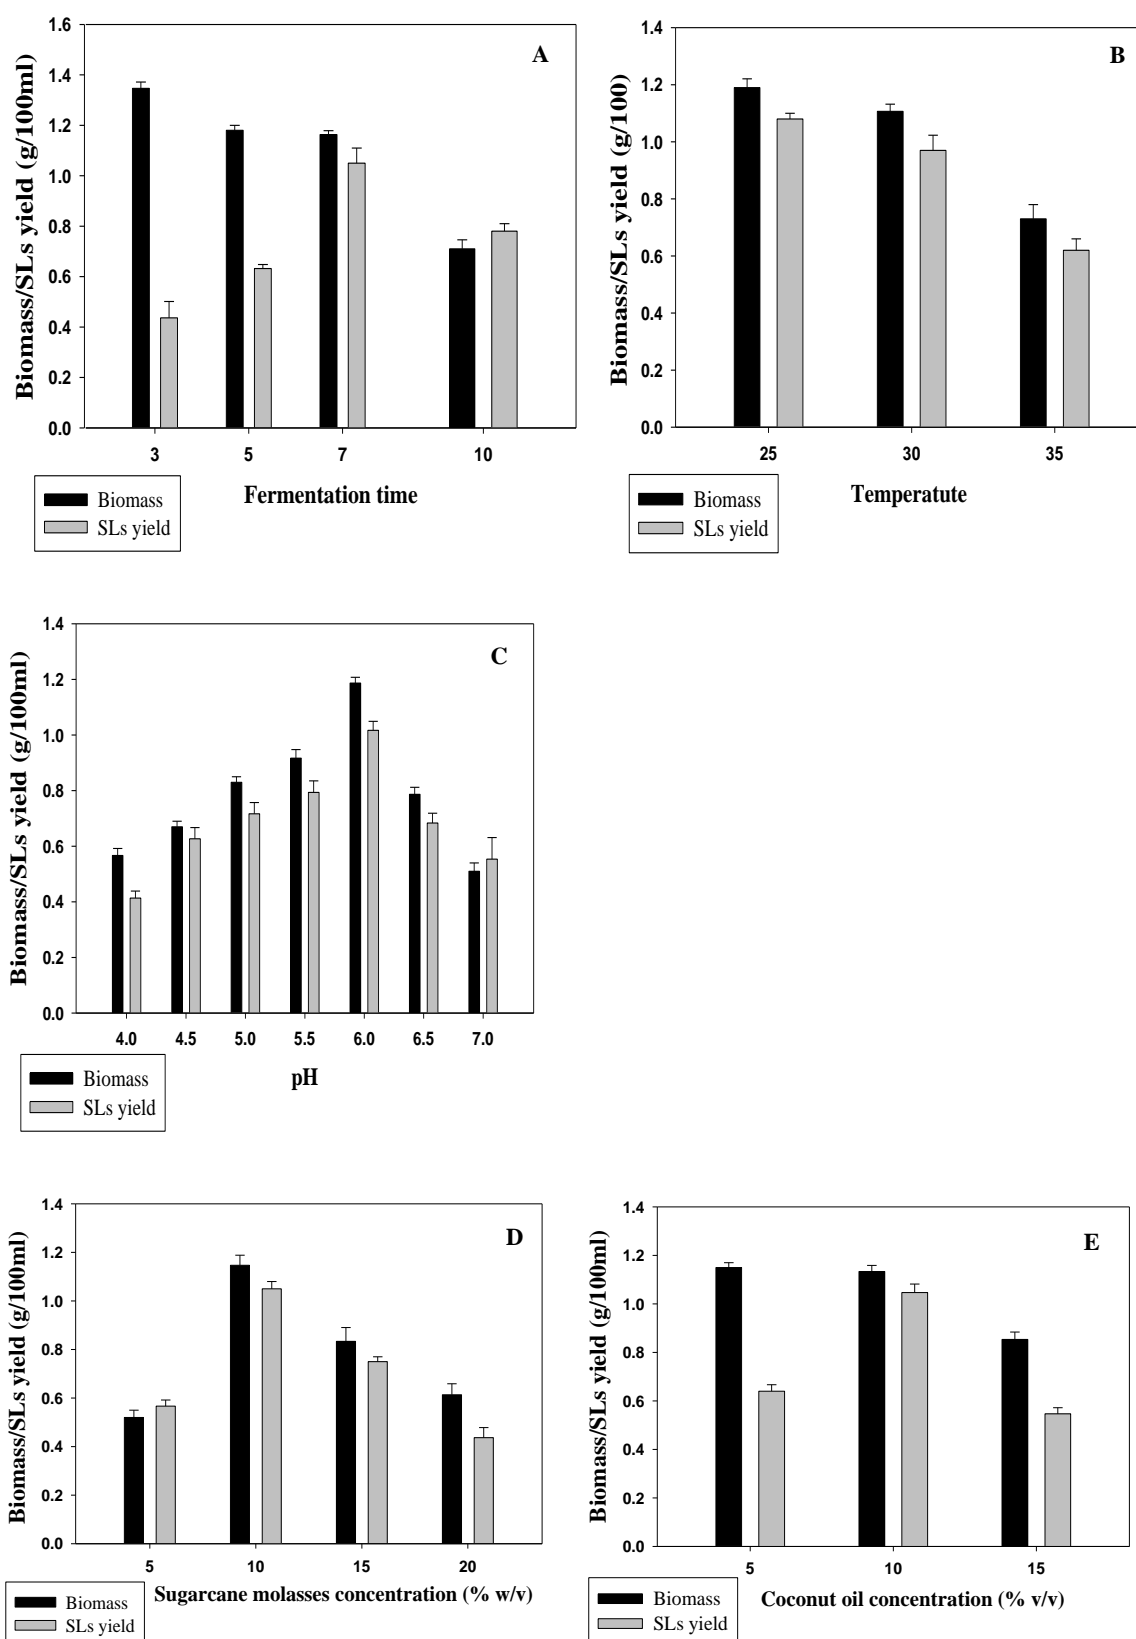 A
Biomass/SLs yield (g/100ml)
1.6
1.4
1.2
1.0
0.8
0.6
0.4
0.2
0.0
3 5 7 10
Fermentation time
Biomass
SLs yield
B
Biomass/SLs yield (g/100)
1.4
1.2
1.0
0.8
0.6
0.4
0.2
0.0
25 30 35
Temperatute
Biomass
SLs yield
C
Biomass/SLs yield (g/100ml)
1.4
1.2
1.0
0.8
0.6
0.4
0.2
0.0
4.0 4.5 5.0 5.5 6.0 6.5 7.0
pH
Biomass
SLs yield
D
Biomass/SLs yield (g/100ml)
1.4
1.2
1.0
0.8
0.6
0.4
0.2
0.0
5 10 15 20
Sugarcane molasses concentration (% w/v)
Biomass
SLs yield
E
Biomass/SLs yield (g/100ml)
1.4
1.2
1.0
0.8
0.6
0.4
0.2
0.0
5 10 15
Coconut oil concentration (% v/v)
Biomass
SLs yield